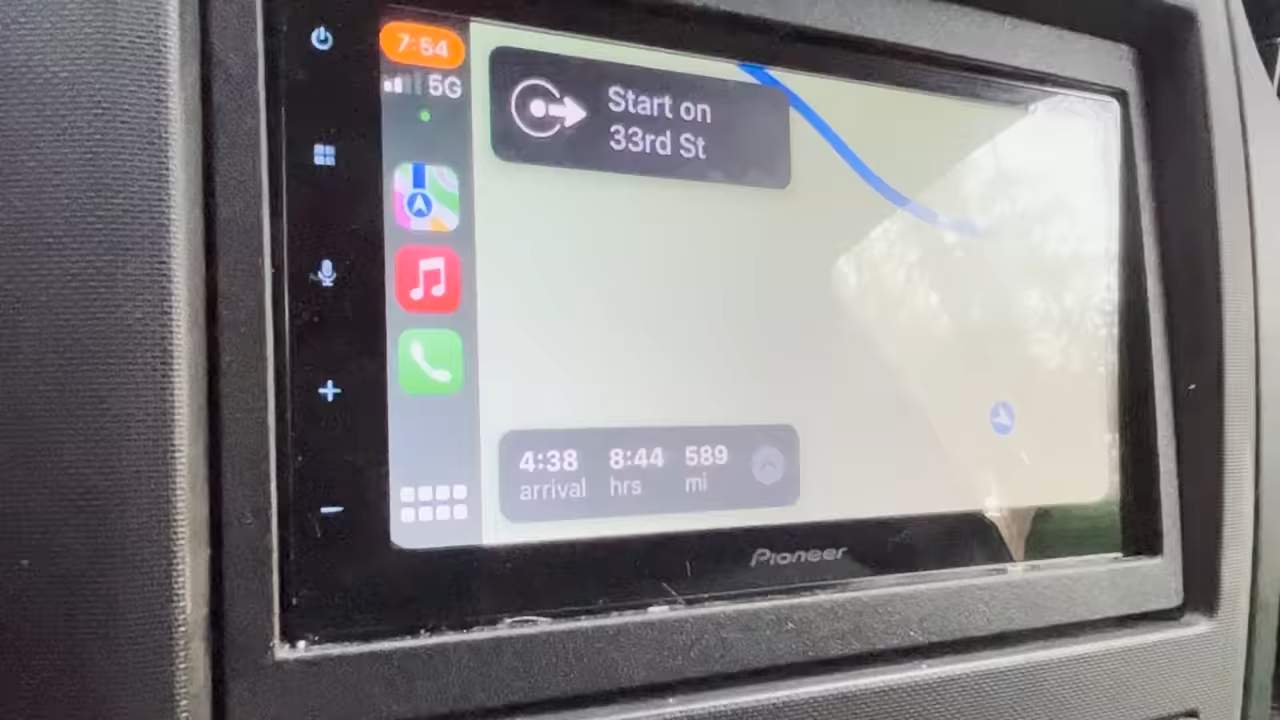 7:54
5G
Start on
33rd St
4:38 8:44 589
arrival hrs mi
Pioneer